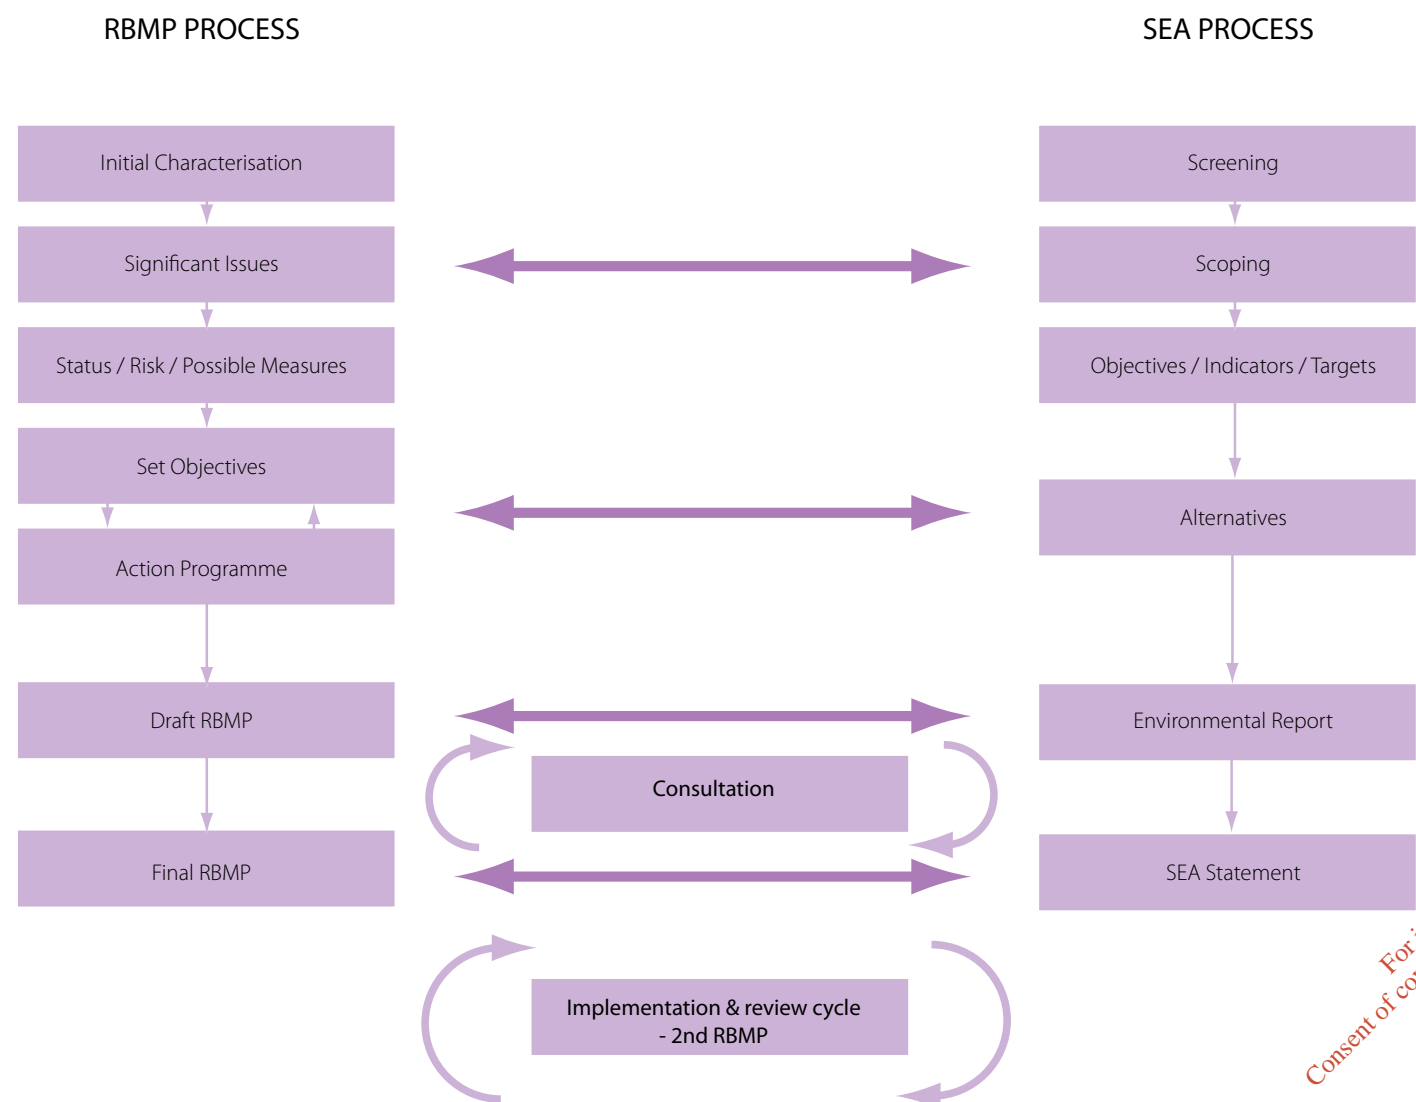 RBMP PROCESS
SEA PROCESS
Initial Characterisation
Screening
Significant Issues
Scoping
Status / Risk / Possible Measures
Objectives / Indicators / Targets
Set Objectives
Alternatives
Action Programme
Draft RBMP
Environmental Report
Consultation
Final RBMP
SEA Statement
Implementation & review cycle
- 2nd RBMP
For
Consent of